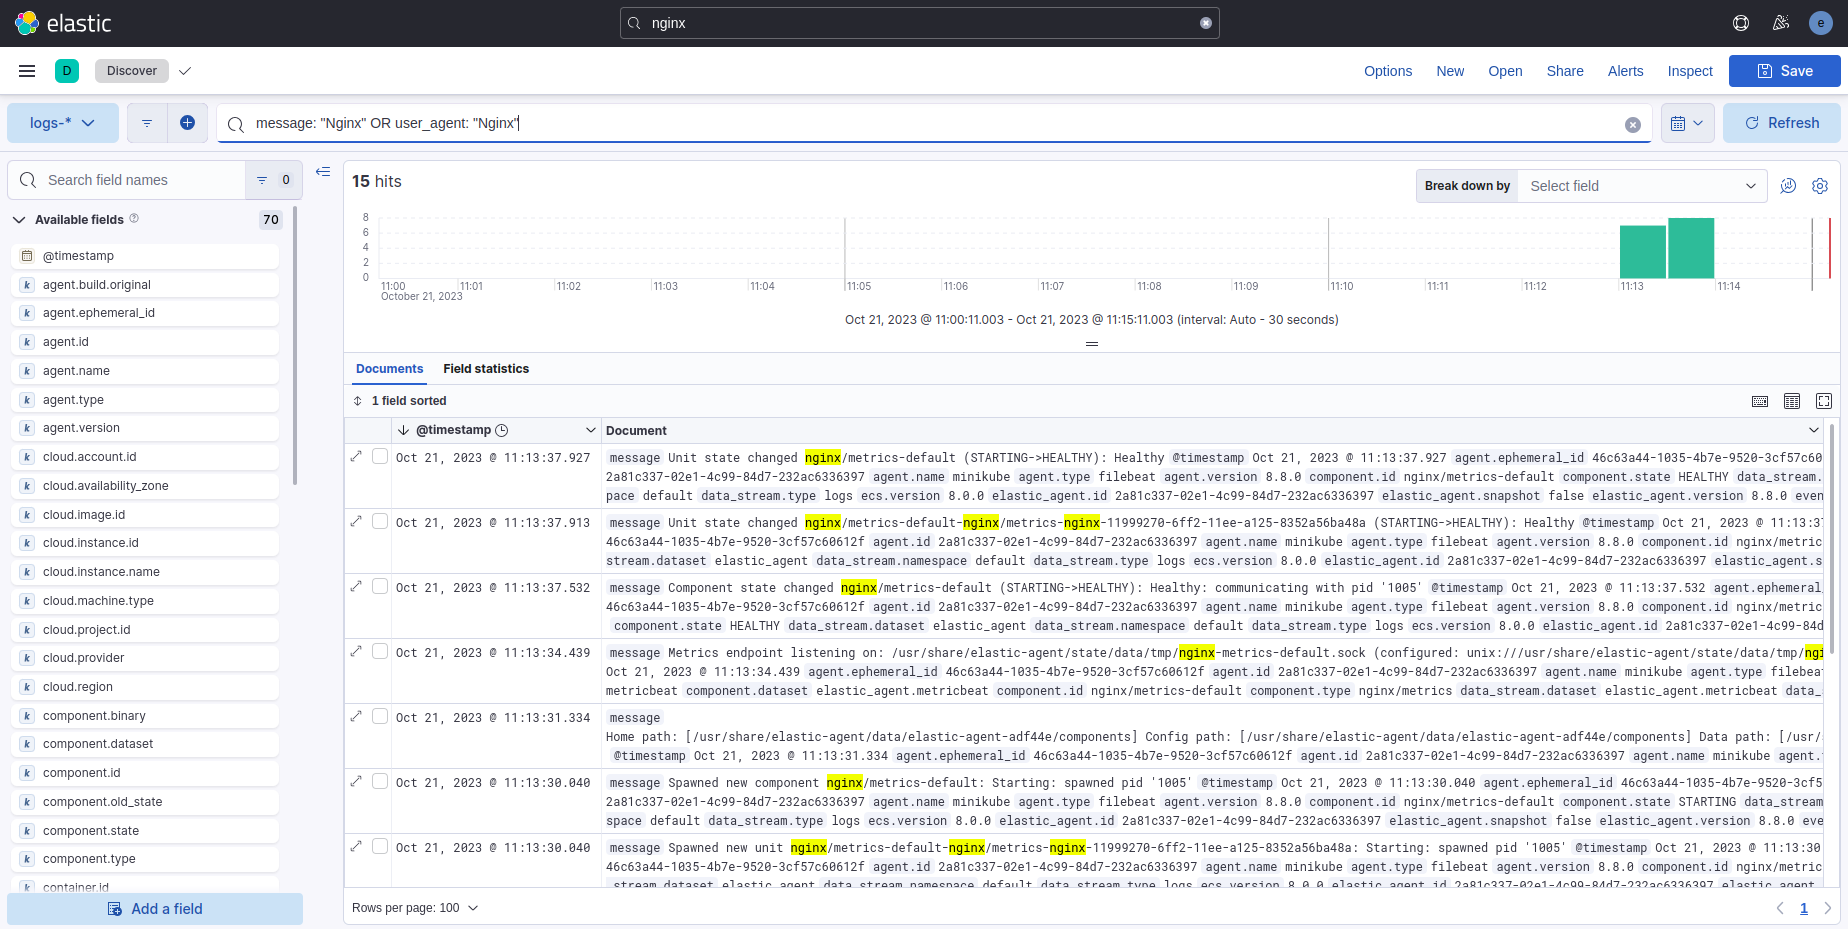 elastic
nginx
e
D
Discover
Options
New
Open
Share
Alerts
Inspect
Save
logs-*
message: "Nginx" OR user_agent: "Nginx"
Refresh
Search field names
0
Available fields
70
@timestamp
k agent.build.original
k agent.ephemeral_id
k agent.id
k agent.name
k agent.type
k agent.version
k cloud.account.id
k cloud.availability_zone
k cloud.image.id
k cloud.instance.id
k cloud.instance.name
k cloud.machine.type
k cloud.project.id
k cloud.provider
k cloud.region
k component.binary
k component.dataset
k component.id
k component.old_state
k component.state
k component.type
container.id
Add a field
15 hits
Break down by
Select field
8
6
4
2
0
11:00 11:01 11:02 11:03 11:04 11:05 11:06 11:07 11:08 11:09 11:10 11:11 11:12 11:13 11:14
October 21, 2023
Oct 21, 2023 @ 11:00:11.003 - Oct 21, 2023 @ 11:15:11.003 (interval: Auto - 30 seconds)
Documents
Field statistics
1 field sorted
@timestamp
Document
Oct 21, 2023 @ 11:13:37.927
message Unit state changed nginx/metrics-default (STARTING->HEALTHY): Healthy @timestamp Oct 21, 2023 @ 11:13:37.927 agent.ephemeral_id 46c63a44-1035-4b7e-9520-3cf57c60
2a81c337-02e1-4c99-84d7-232ac6336397 agent.name minikube agent.type filebeat agent.version 8.8.0 component.id nginx/metrics-default component.state HEALTHY data_stream.
pace default data_stream.type logs ecs.version 8.0.0 elastic_agent.id 2a81c337-02e1-4c99-84d7-232ac6336397 elastic_agent.snapshot false elastic_agent.version 8.8.0 even
Oct 21, 2023 @ 11:13:37.913
message Unit state changed nginx/metrics-default-nginx/metrics-nginx-11999270-6ff2-11ee-a125-8352a56ba48a (STARTING->HEALTHY): Healthy @timestamp Oct 21, 2023 @ 11:13:37
46c63a44-1035-4b7e-9520-3cf57c60612f agent.id 2a81c337-02e1-4c99-84d7-232ac6336397 agent.name minikube agent.type filebeat agent.version 8.8.0 component.id nginx/metric
stream.dataset elastic_agent data_stream.namespace default data_stream.type logs ecs.version 8.0.0 elastic_agent.id 2a81c337-02e1-4c99-84d7-232ac6336397 elastic_agent.s
Oct 21, 2023 @ 11:13:37.532
message Component state changed nginx/metrics-default (STARTING->HEALTHY): Healthy: communicating with pid '1005' @timestamp Oct 21, 2023 @ 11:13:37.532 agent.ephemeral
46c63a44-1035-4b7e-9520-3cf57c60612f agent.id 2a81c337-02e1-4c99-84d7-232ac6336397 agent.name minikube agent.type filebeat agent.version 8.8.0 component.id nginx/metric
component.state HEALTHY data_stream.dataset elastic_agent data_stream.namespace default data_stream.type logs ecs.version 8.0.0 elastic_agent.id 2a81c337-02e1-4c99-84d
Oct 21, 2023 @ 11:13:34.439
message Metrics endpoint listening on: /usr/share/elastic-agent/state/data/tmp/nginx-metrics-default.sock (configured: unix:///usr/share/elastic-agent/state/data/tmp/ngi
Oct 21, 2023 @ 11:13:34.439 agent.ephemeral_id 46c63a44-1035-4b7e-9520-3cf57c60612f agent.id 2a81c337-02e1-4c99-84d7-232ac6336397 agent.name minikube agent.type filebea
metricbeat component.dataset elastic_agent.metricbeat component.id nginx/metrics-default component.type nginx/metrics data_stream.dataset elastic_agent.metricbeat data_
Oct 21, 2023 @ 11:13:31.334
message
Home path: [/usr/share/elastic-agent/data/elastic-agent-adf44e/components] Config path: [/usr/share/elastic-agent/data/elastic-agent-adf44e/components] Data path: [/usr/
@timestamp Oct 21, 2023 @ 11:13:31.334 agent.ephemeral_id 46c63a44-1035-4b7e-9520-3cf57c60612f agent.id 2a81c337-02e1-4c99-84d7-232ac6336397 agent.name minikube agent.
Oct 21, 2023 @ 11:13:30.040
message Spawned new component nginx/metrics-default: Starting: spawned pid '1005' @timestamp Oct 21, 2023 @ 11:13:30.040 agent.ephemeral_id 46c63a44-1035-4b7e-9520-3cf5
2a81c337-02e1-4c99-84d7-232ac6336397 agent.name minikube agent.type filebeat agent.version 8.8.0 component.id nginx/metrics-default component.state STARTING data_stream
space default data_stream.type logs ecs.version 8.0.0 elastic_agent.id 2a81c337-02e1-4c99-84d7-232ac6336397 elastic_agent.snapshot false elastic_agent.version 8.8.0 eve
Oct 21, 2023 @ 11:13:30.040
message Spawned new unit nginx/metrics-default-nginx/metrics-nginx-11999270-6ff2-11ee-a125-8352a56ba48a: Starting: spawned pid '1005' @timestamp Oct 21, 2023 @ 11:13:30
46c63a44-1035-4b7e-9520-3cf57c60612f agent.id 2a81c337-02e1-4c99-84d7-232ac6336397 agent.name minikube agent.type filebeat agent.version 8.8.0 component.id nginx/metric
stream.dataset elastic_agent data_stream.namespace default data_stream.type logs ecs.version 8.0.0 elastic_agent.id 2a81c337-02e1-4c99-84d7-232ac6336397 elastic_agent
Rows per page: 100
1